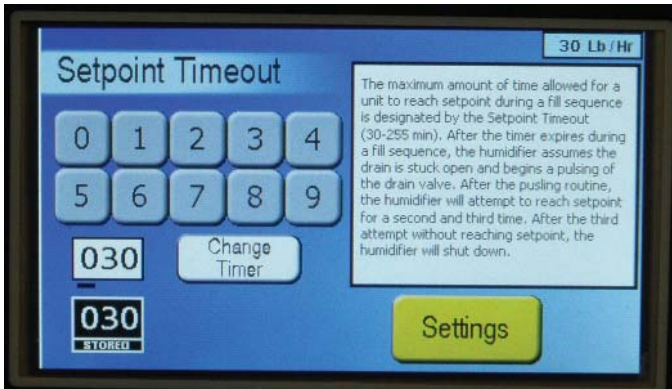 30 Lb/Hr
Setpoint Timeout
0 1 2 3 4
5 6 7 8 9
030
Change
Timer
030
STORED
The maximum amount of time allowed for a
unit to reach setpoint during a fill sequence
is designated by the Setpoint Timeout
(30-255 min). After the timer expires during
a fill sequence, the humidifier assumes the
drain is stuck open and begins a pulsing of
the drain valve. After the pusling routine,
the humidifier will attempt to reach setpoint
for a second and third time. After the third
attempt without reaching setpoint, the
humidifier will shut down.
Settings